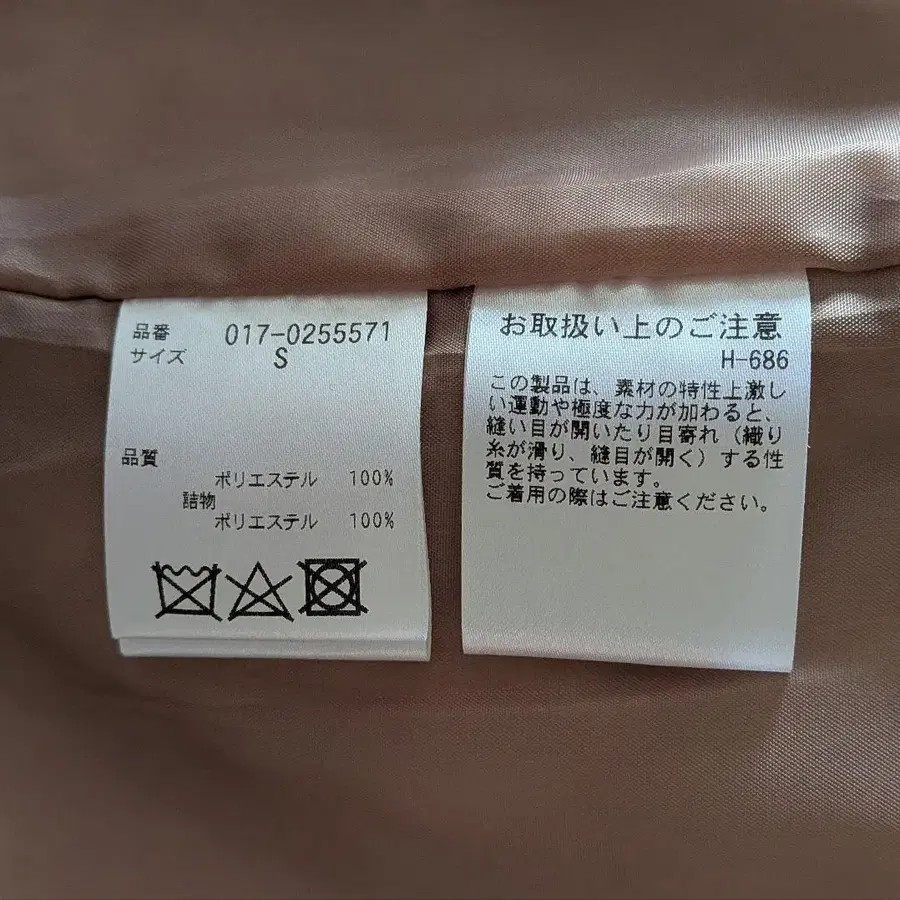 品番 017-0255571
サイズ S
品質
ポリエステル 100%
詰物
ポリエステル 100%
お取扱い上のご注意
H-686
この製品は、素材の特性上激し
い運動や極度な力が加わると、
縫い目が開いたり目寄れ（織り
糸が滑り、縫目が開く）する性
質を持っています。
ご着用の際はご注意ください。